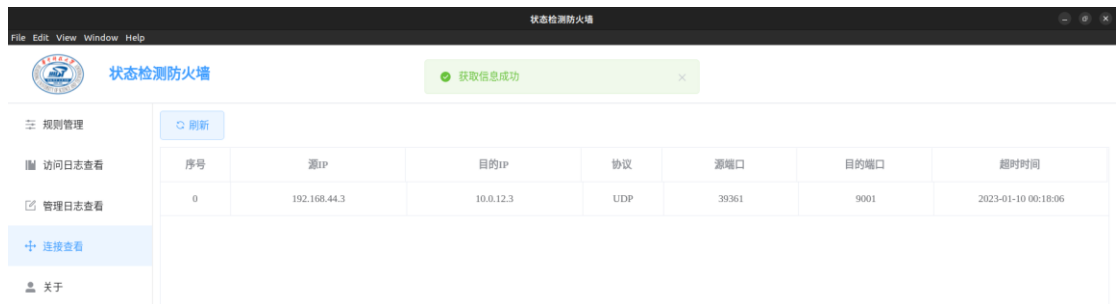 状态检测防火墙
File Edit View Window Help
状态检测防火墙
获取信息成功
规则管理
刷新
访问日志查看
序号 源IP 目的IP 协议 源端口 目的端口 超时时间
管理日志查看
0 192.168.44.3 10.0.12.3 UDP 39361 9001 2023-01-10 00:18:06
连接查看
关于